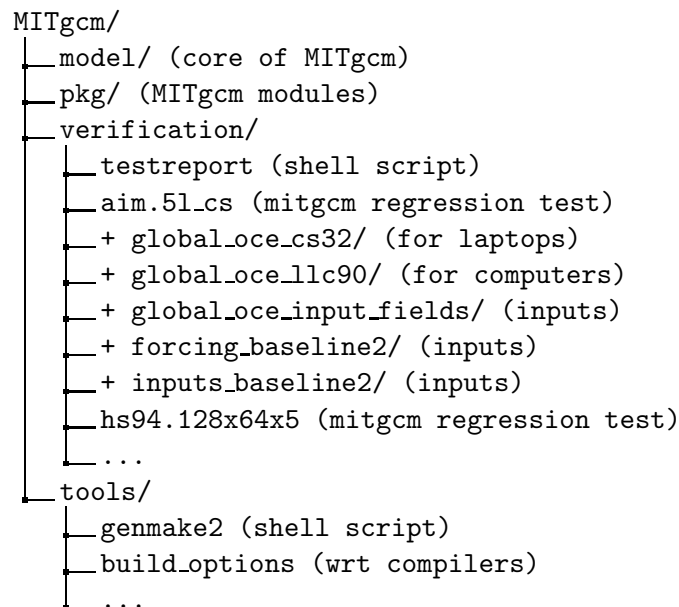 MITgcm/
model/ (core of MITgcm)
pkg/ (MITgcm modules)
verification/
testreport (shell script)
aim.5l_cs (mitgcm regression test)
+ global_oce_cs32/ (for laptops)
+ global_oce_llc90/ (for computers)
+ global_oce_input_fields/ (inputs)
+ forcing_baseline2/ (inputs)
+ inputs_baseline2/ (inputs)
hs94.128x64x5 (mitgcm regression test)
...
tools/
genmake2 (shell script)
build_options (wrt compilers)
...